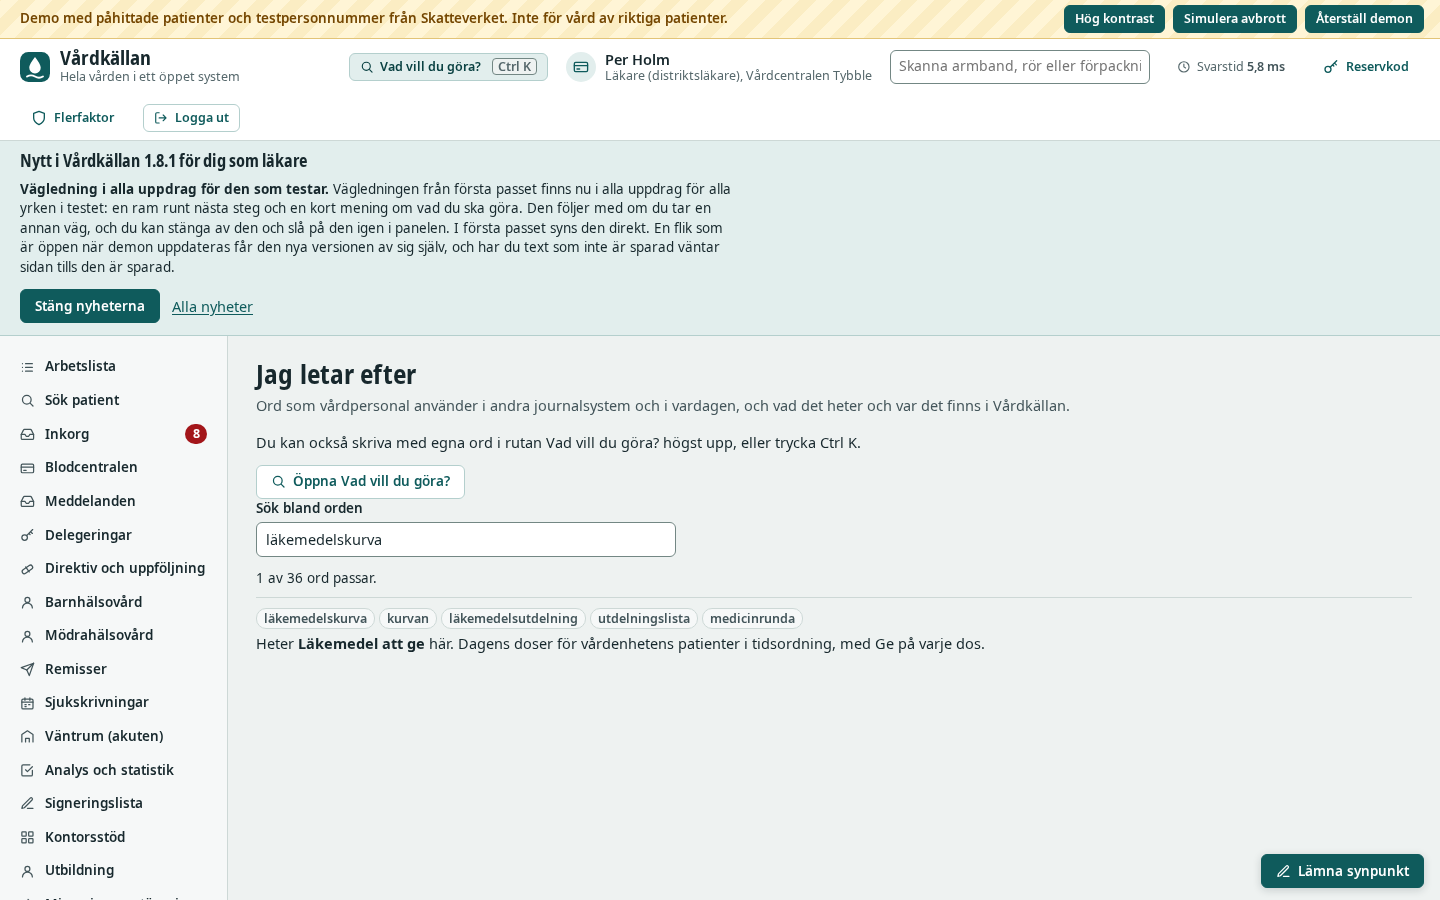 Demo med påhittade patienter och testpersonnummer från Skatteverket. Inte för vård av riktiga patienter.
Hög kontrast
Simulera avbrott
Återställ demon
Vårdkällan
Hela vården i ett öppet system
Vad vill du göra? Ctrl K
Per Holm
Läkare (distriktsläkare), Vårdcentralen Tybble
Skanna armband, rör eller förpackni
Svarstid 5,8 ms
Reservkod
Flerfaktor
Logga ut
Nytt i Vårdkällan 1.8.1 för dig som läkare
Vägledning i alla uppdrag för den som testar. Vägledningen från första passet finns nu i alla uppdrag för alla
yrken i testet: en ram runt nästa steg och en kort mening om vad du ska göra. Den följer med om du tar en
annan väg, och du kan stänga av den och slå på den igen i panelen. I första passet syns den direkt. En flik som
är öppen när demon uppdateras får den nya versionen av sig själv, och har du text som inte är sparad väntar
sidan tills den är sparad.
Stäng nyheterna
Alla nyheter
Arbetslista
Sök patient
Inkorg 8
Blodcentralen
Meddelanden
Delegeringar
Direktiv och uppföljning
Barnhälsovård
Mödrahälsovård
Remisser
Sjukskrivningar
Väntrum (akuten)
Analys och statistik
Signeringslista
Kontorsstöd
Utbildning
Jag letar efter
Ord som vårdpersonal använder i andra journalsystem och i vardagen, och vad det heter och var det finns i Vårdkällan.
Du kan också skriva med egna ord i rutan Vad vill du göra? högst upp, eller trycka Ctrl K.
Öppna Vad vill du göra?
Sök bland orden
läkemedelskurva
1 av 36 ord passar.
läkemedelskurva kurvan läkemedelsutdelning utdelningslista medicinrunda
Heter Läkemedel att ge här. Dagens doser för vårdenhetens patienter i tidsordning, med Ge på varje dos.
Lämna synpunkt